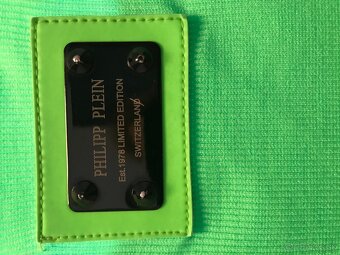 PHILIPP PLEIN
Est.1978 LIMITED EDITION
SWITZERLAND